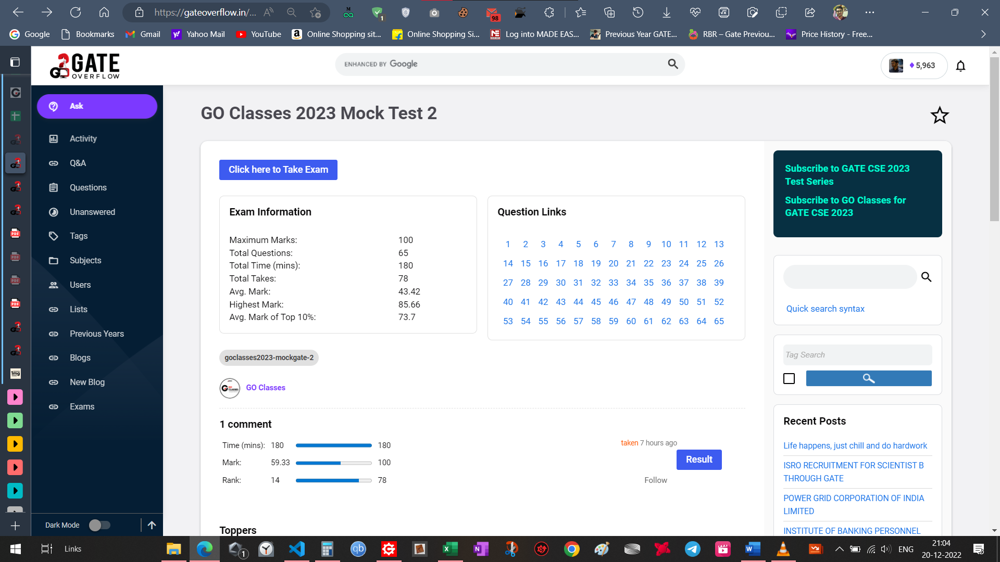 https://gateoverflow.in/...
1
98
Google
Bookmarks
Gmail
Yahoo Mail
YouTube
Online Shopping sit...
Online Shopping Si...
Log into MADE EAS...
Previous Year GATE...
RBR – Gate Previou...
Price History - Free...
GATE
OVERFLOW
ENHANCED BY Google
5,963
Ask
Activity
Q&A
Questions
Unanswered
Tags
Subjects
Users
Lists
Previous Years
Blogs
New Blog
Exams
Dark Mode
GO Classes 2023 Mock Test 2
Click here to Take Exam
Exam Information
Maximum Marks: 100
Total Questions: 65
Total Time (mins): 180
Total Takes: 78
Avg. Mark: 43.42
Highest Mark: 85.66
Avg. Mark of Top 10%: 73.7
Question Links
1 2 3 4 5 6 7 8 9 10 11 12 13
14 15 16 17 18 19 20 21 22 23 24 25 26
27 28 29 30 31 32 33 34 35 36 37 38 39
40 41 42 43 44 45 46 47 48 49 50 51 52
53 54 55 56 57 58 59 60 61 62 63 64 65
goclasses2023-mockgate-2
GO Classes
1 comment
Time (mins): 180 180
Mark: 59.33 100
Rank: 14 78
taken 7 hours ago
Result
Follow
Toppers
Subscribe to GATE CSE 2023
Test Series
Subscribe to GO Classes for
GATE CSE 2023
Quick search syntax
Tag Search
Recent Posts
Life happens, just chill and do hardwork
ISRO RECRUITMENT FOR SCIENTIST B
THROUGH GATE
POWER GRID CORPORATION OF INDIA
LIMITED
INSTITUTE OF BANKING PERSONNEL
PDF
PDF
PDF
PDF
1mg
Links
1
qb
ENG
21:04
20-12-2022